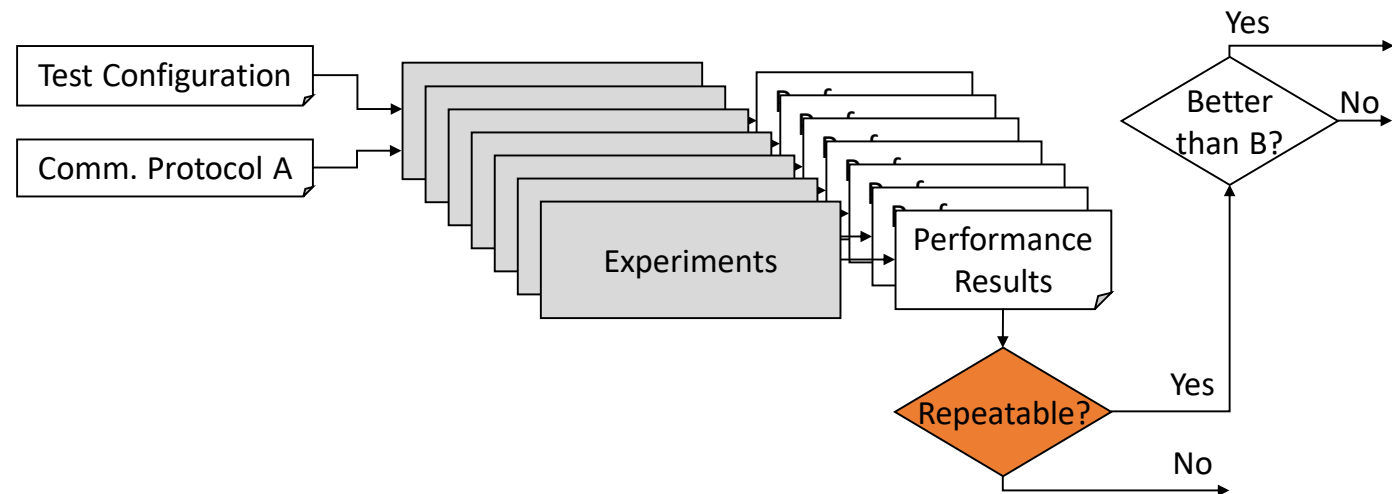 Test Configuration
Comm. Protocol A
Experiments
Performance
Results
Repeatable?
Yes
No
Better
than B?
Yes
No